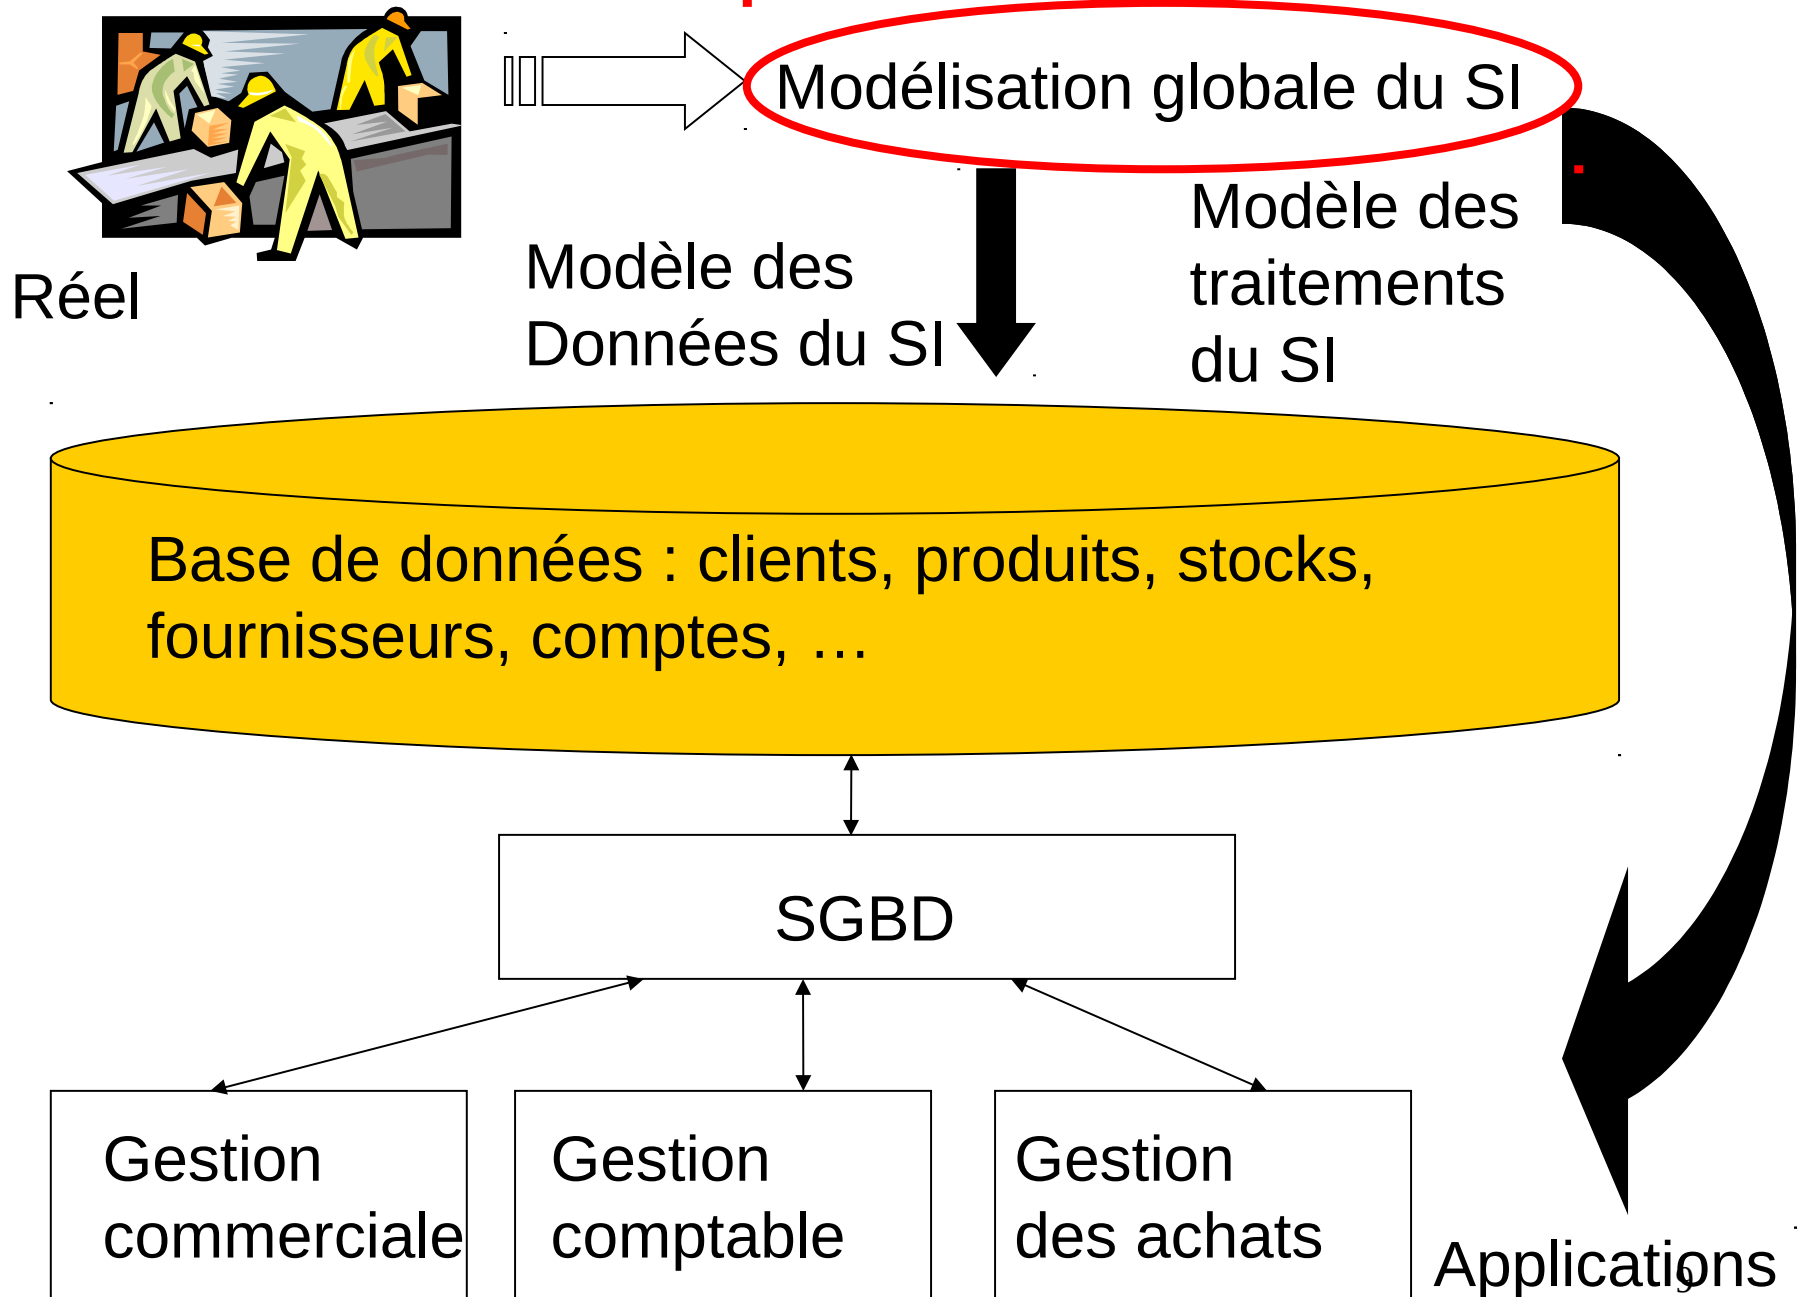 Modélisation globale du SI
Réel
Modèle des
Données du SI
Modèle des
traitements
du SI
Base de données : clients, produits, stocks,
fournisseurs, comptes, …
SGBD
Gestion
commerciale
Gestion
comptable
Gestion
des achats
Applications
9